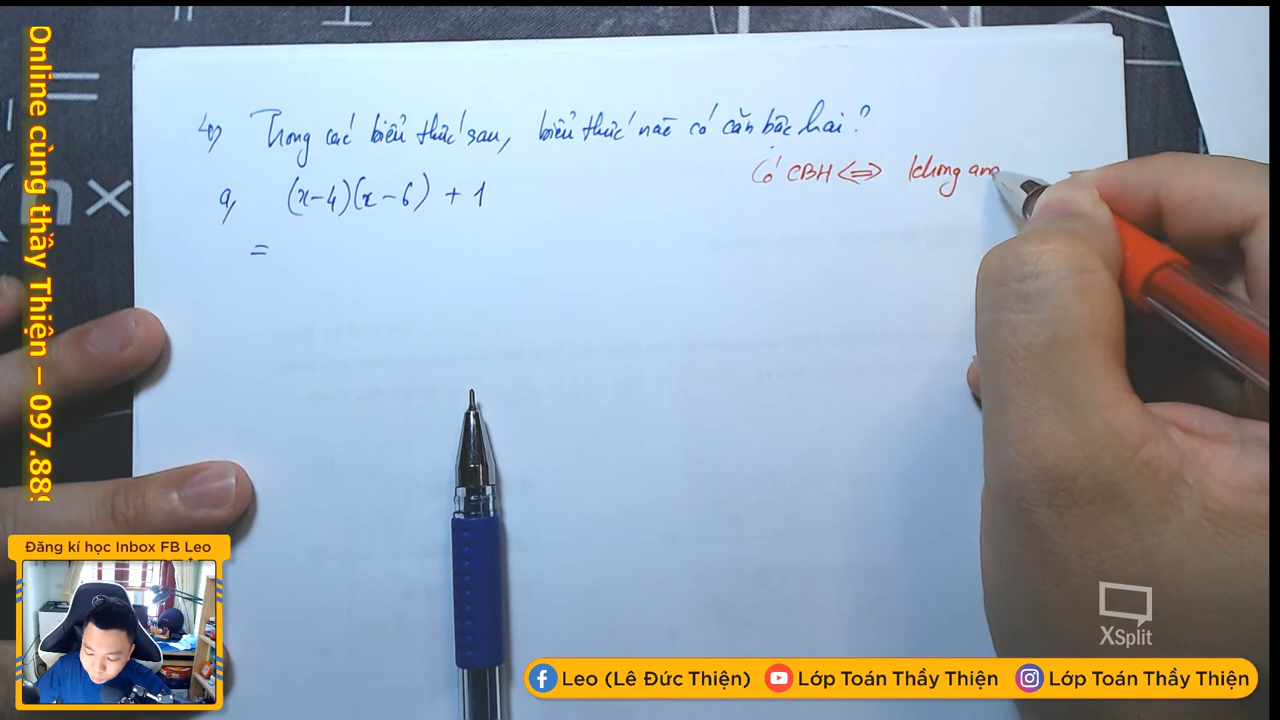 Online cùng thầy Thiện – 097.889
4, Trong các biểu thức sau, biểu thức nào có căn bậc hai?
Có CBH <=> không âm
a, (x-4)(x-6) + 1
=
Đăng kí học Inbox FB Leo
XSplit
Leo (Lê Đức Thiện) Lớp Toán Thầy Thiện Lớp Toán Thầy Thiện